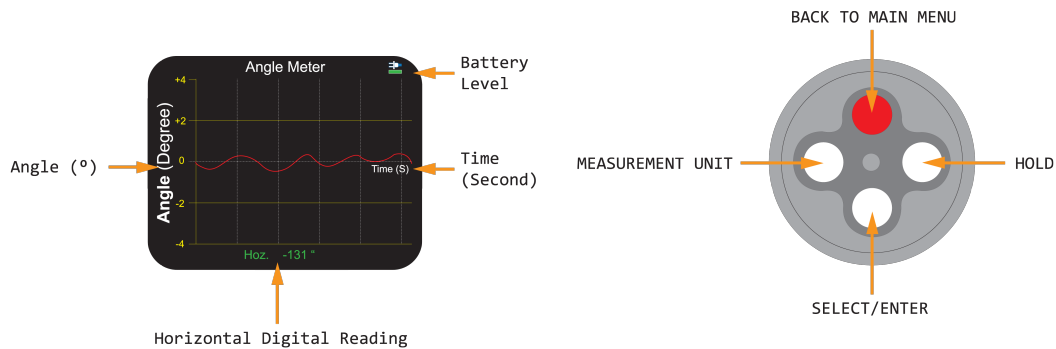 BACK TO MAIN MENU
Angle Meter
Battery
Level
+4
+2
0
-2
-4
Angle (Degree)
Angle (º)
Time (S)
Time
(Second)
Hoz. -131 “
Horizontal Digital Reading
MEASUREMENT UNIT
HOLD
SELECT/ENTER